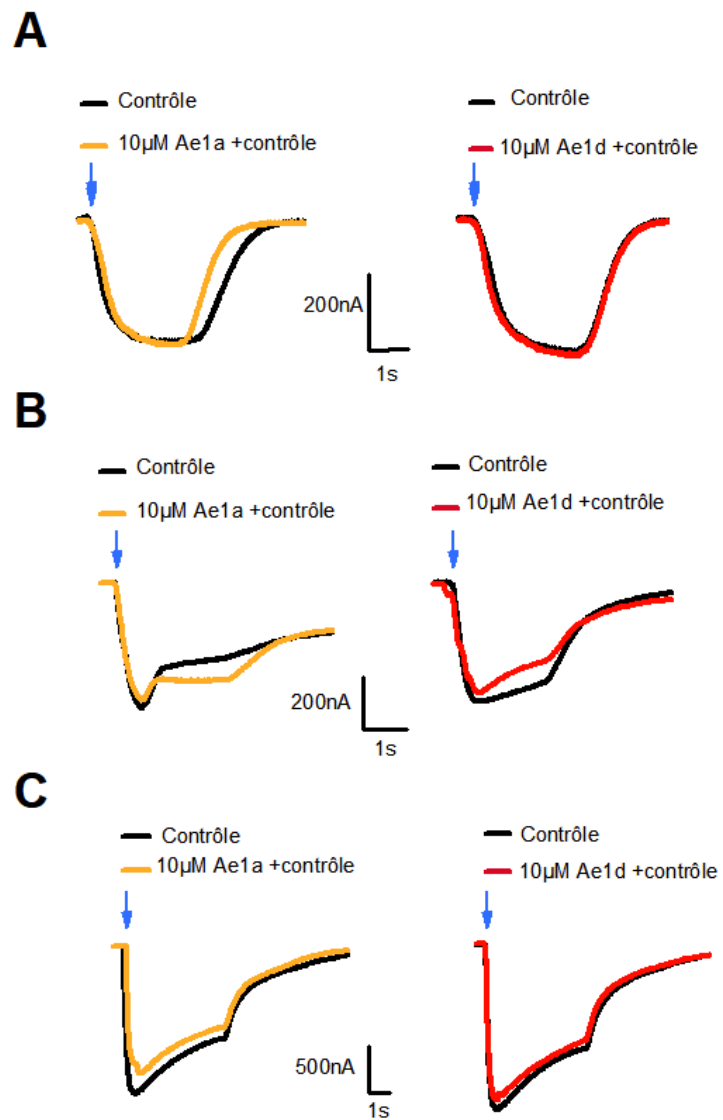 A
Contrôle
10µM Ae1a +contrôle
Contrôle
10µM Ae1d +contrôle
200nA
1s
B
Contrôle
10µM Ae1a +contrôle
Contrôle
10µM Ae1d +contrôle
200nA
1s
C
Contrôle
10µM Ae1a +contrôle
Contrôle
10µM Ae1d +contrôle
500nA
1s